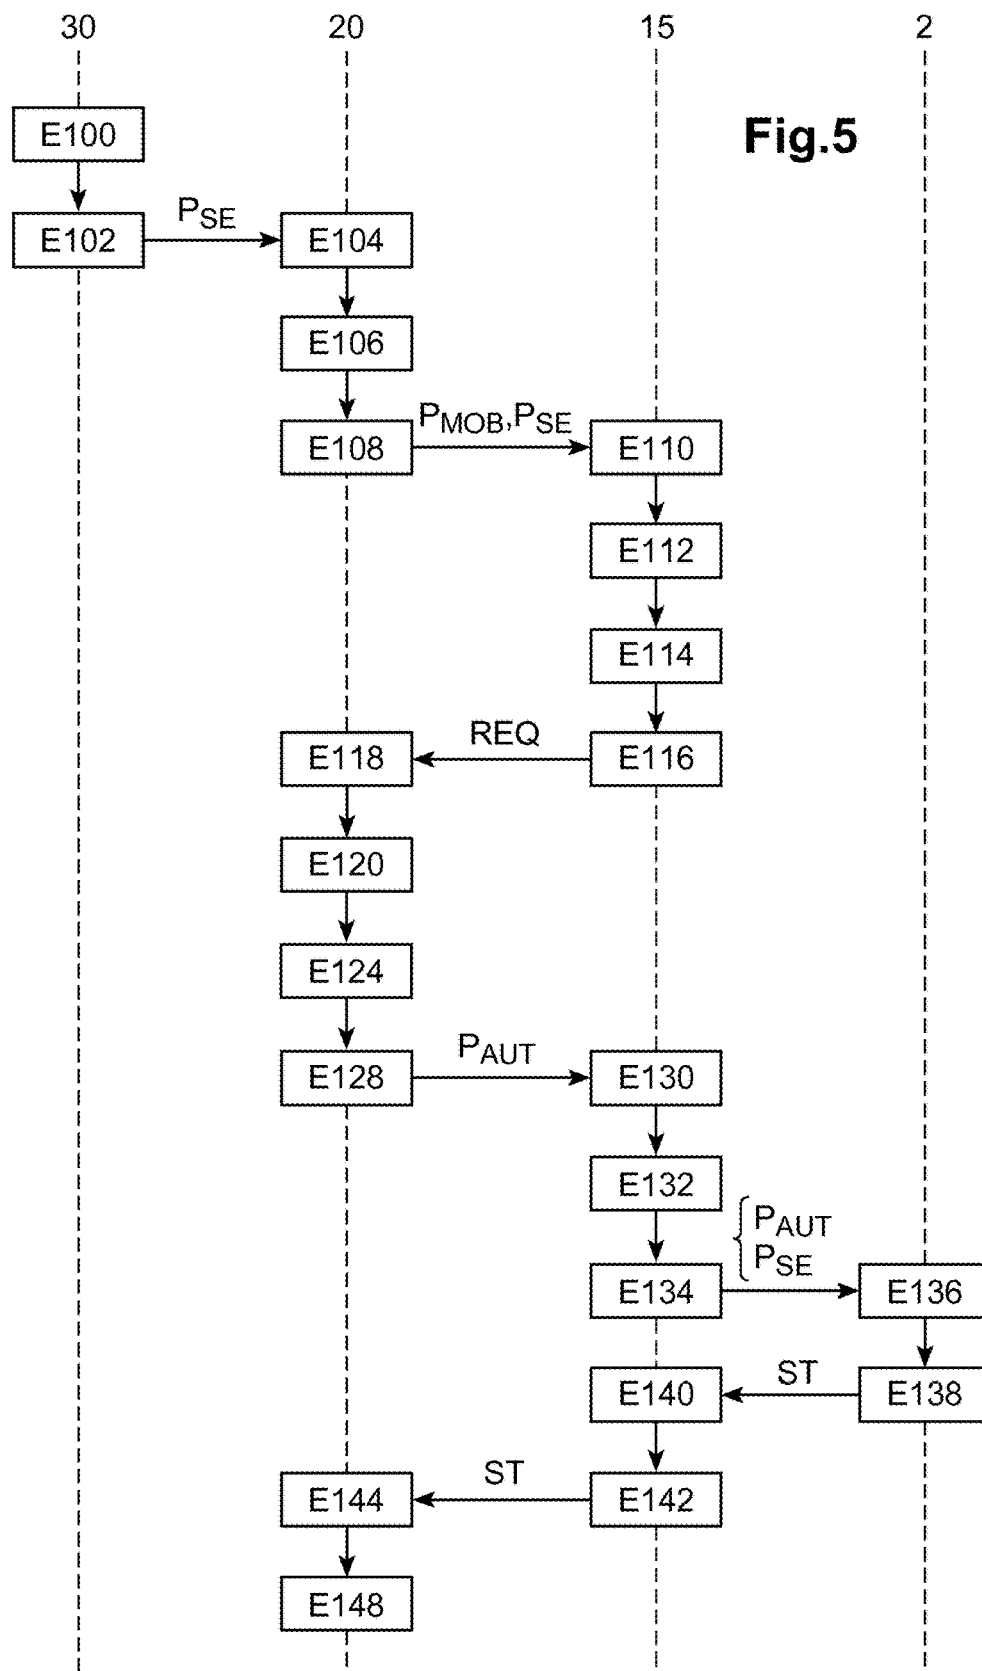 30 20 15 2
E100
Fig.5
PSE
E102 E104
E106
PMOB,PSE
E108 E110
E112
E114
REQ
E118 E116
E120
E124
PAUT
E128 E130
E132
PAUT
PSE
E134 E136
ST
E140 E138
ST
E144 E142
E148